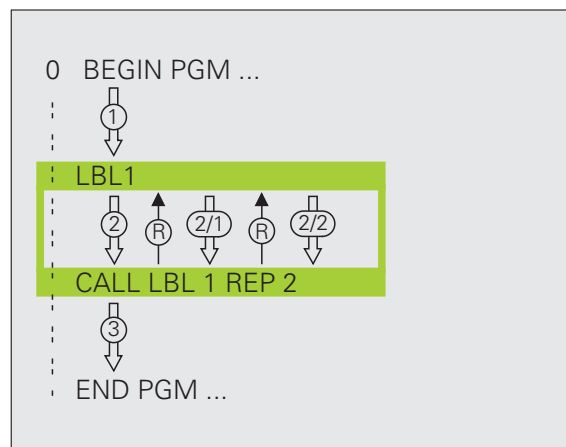 0 BEGIN PGM ...
1
LBL1
2 R 2/1 R 2/2
CALL LBL 1 REP 2
3
END PGM ...